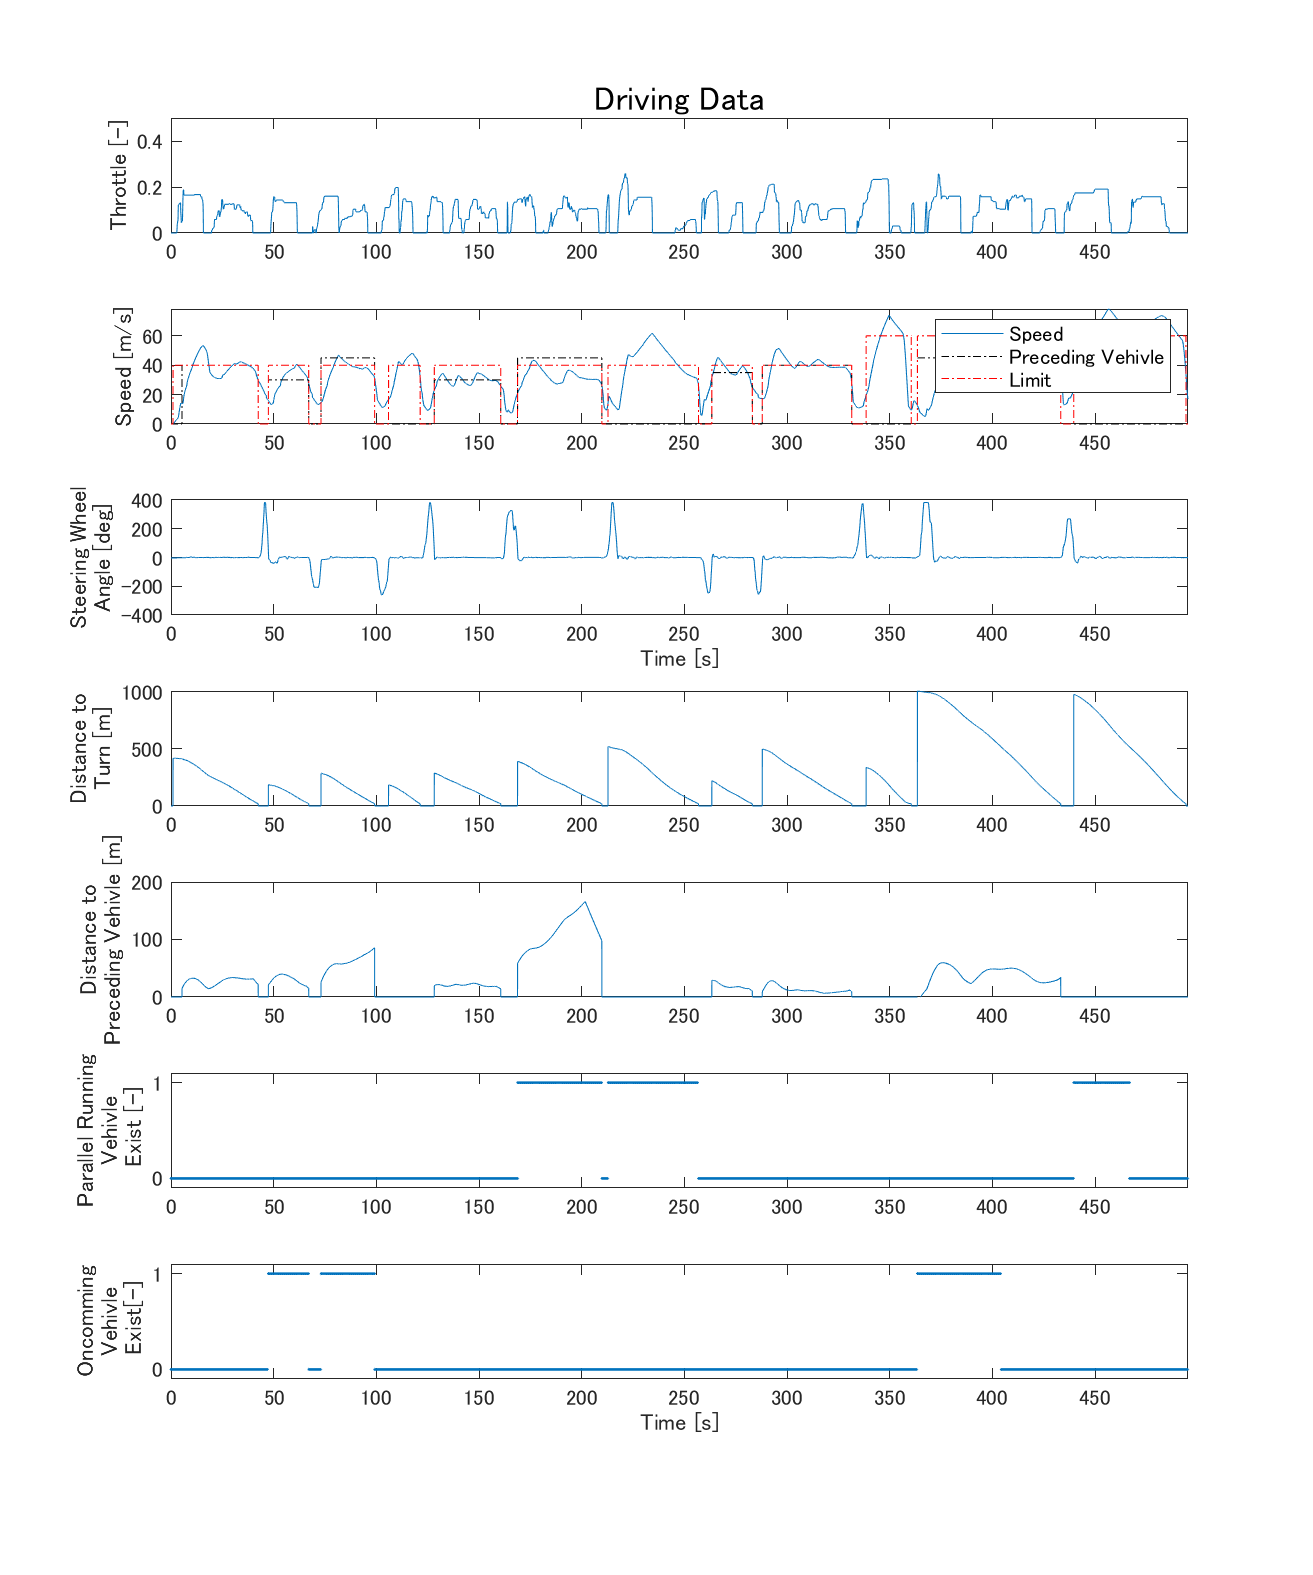 Driving Data
Throttle [-]
0.4
0.2
0
0 50 100 150 200 250 300 350 400 450
Speed [m/s]
60
40
20
0
Speed
Preceding Vehivle
Limit
0 50 100 150 200 250 300 350 400 450
Steering Wheel
Angle [deg]
400
200
0
-200
-400
0 50 100 150 200 250 300 350 400 450
Time [s]
Distance to
Turn [m]
1000
500
0
0 50 100 150 200 250 300 350 400 450
Distance to
Preceding Vehivle [m]
200
100
0
0 50 100 150 200 250 300 350 400 450
Parallel Running
Vehivle
Exist [-]
1
0
0 50 100 150 200 250 300 350 400 450
Oncomming
Vehivle
Exist[-]
1
0
0 50 100 150 200 250 300 350 400 450
Time [s]